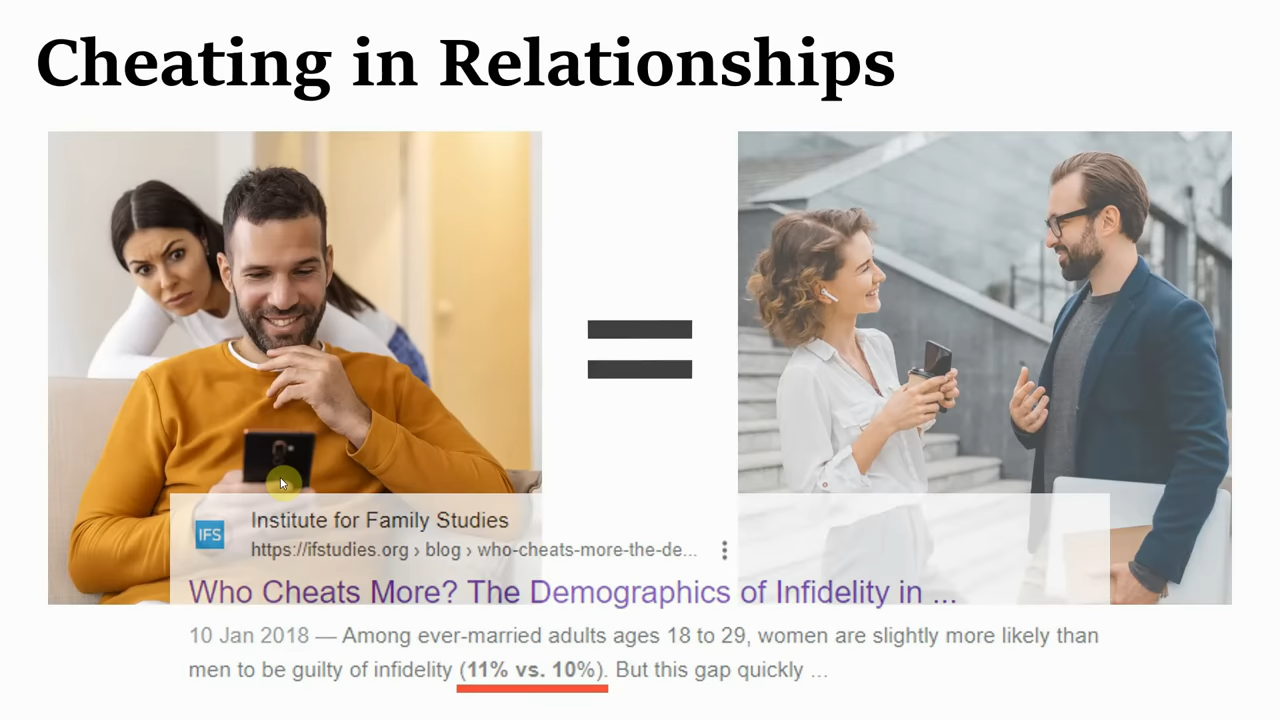 Cheating in Relationships
IFS
Institute for Family Studies
https://ifstudies.org › blog › who-cheats-more-the-de...
Who Cheats More? The Demographics of Infidelity in ...
10 Jan 2018 — Among ever-married adults ages 18 to 29, women are slightly more likely than
men to be guilty of infidelity (11% vs. 10%). But this gap quickly ...